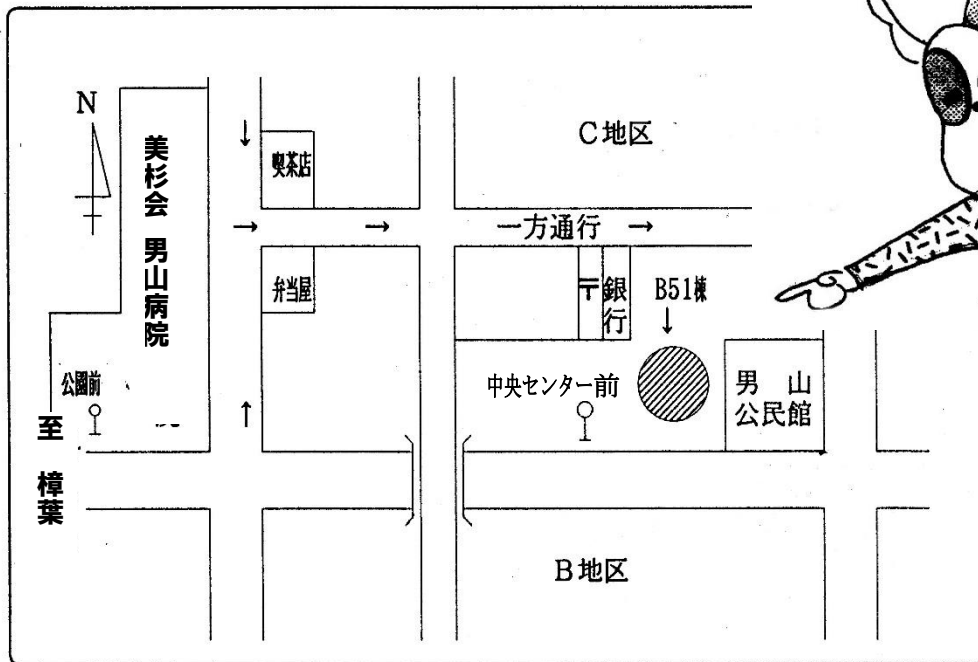 N
C地区
美杉会 男山病院
喫茶店
一方通行
弁当屋
〒
銀行
B51棟
公園前
中央センター前
男山
公民館
至 樟葉
B地区